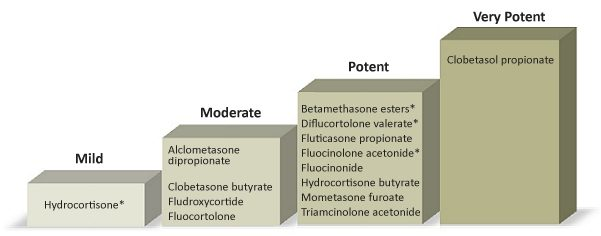 Mild
Hydrocortisone*
Moderate
Alclometasone
dipropionate
Clobetasone butyrate
Fludroxycortide
Fluocortolone
Potent
Betamethasone esters*
Diflucortolone valerate*
Fluticasone propionate
Fluocinolone acetonide*
Fluocinonide
Hydrocortisone butyrate
Mometasone furoate
Triamcinolone acetonide
Very Potent
Clobetasol propionate